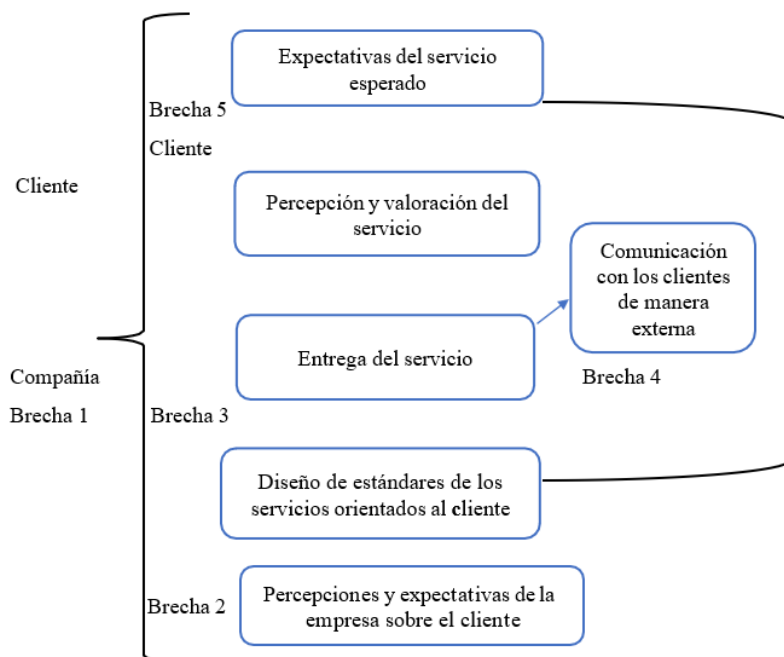 Expectativas del servicio
esperado
Brecha 5
Cliente
Cliente
Percepción y valoración del
servicio
Comunicación
con los clientes
de manera
externa
Entrega del servicio
Brecha 4
Compañía
Brecha 1
Brecha 3
Diseño de estándares de los
servicios orientados al cliente
Brecha 2
Percepciones y expectativas de la
empresa sobre el cliente